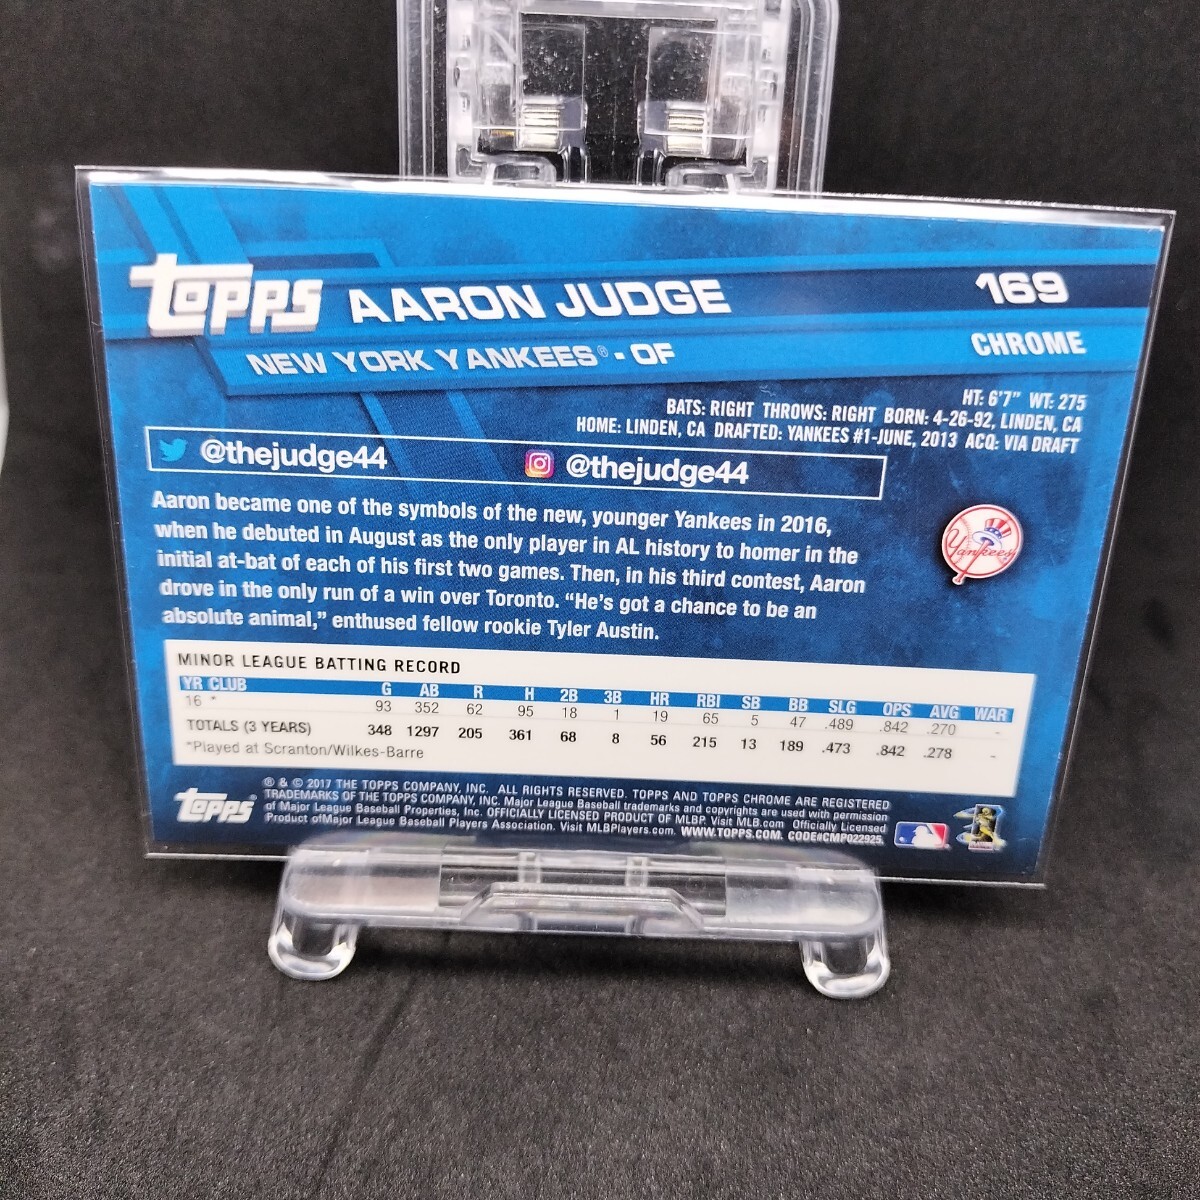 topps AARON JUDGE 169
NEW YORK YANKEES® - OF CHROME
HT: 6'7" WT: 275
BATS: RIGHT THROWS: RIGHT BORN: 4-26-92, LINDEN, CA
HOME: LINDEN, CA DRAFTED: YANKEES #1-JUNE, 2013 ACQ: VIA DRAFT
@thejudge44 @thejudge44
Aaron became one of the symbols of the new, younger Yankees in 2016,
when he debuted in August as the only player in AL history to homer in the
initial at-bat of each of his first two games. Then, in his third contest, Aaron
drove in the only run of a win over Toronto. “He’s got a chance to be an
absolute animal,” enthused fellow rookie Tyler Austin.
Yankees
MINOR LEAGUE BATTING RECORD
YR CLUB G AB R H 2B 3B HR RBI SB BB SLG OPS AVG WAR
16 * 93 352 62 95 18 1 19 65 5 47 .489 .842 .270 -
TOTALS (3 YEARS) 348 1297 205 361 68 8 56 215 13 189 .473 .842 .278 -
*Played at Scranton/Wilkes-Barre
topps®
® & © 2017 THE TOPPS COMPANY, INC. ALL RIGHTS RESERVED. TOPPS AND TOPPS CHROME ARE REGISTERED
TRADEMARKS OF THE TOPPS COMPANY, INC. Major League Baseball trademarks and copyrights are used with permission
of Major League Baseball Properties, Inc. OFFICIALLY LICENSED PRODUCT OF MLBP. Visit MLB.com Officially Licensed
Product of Major League Baseball Players Association. Visit MLBPlayers.com. WWW.TOPPS.COM. CODE#CMP022925